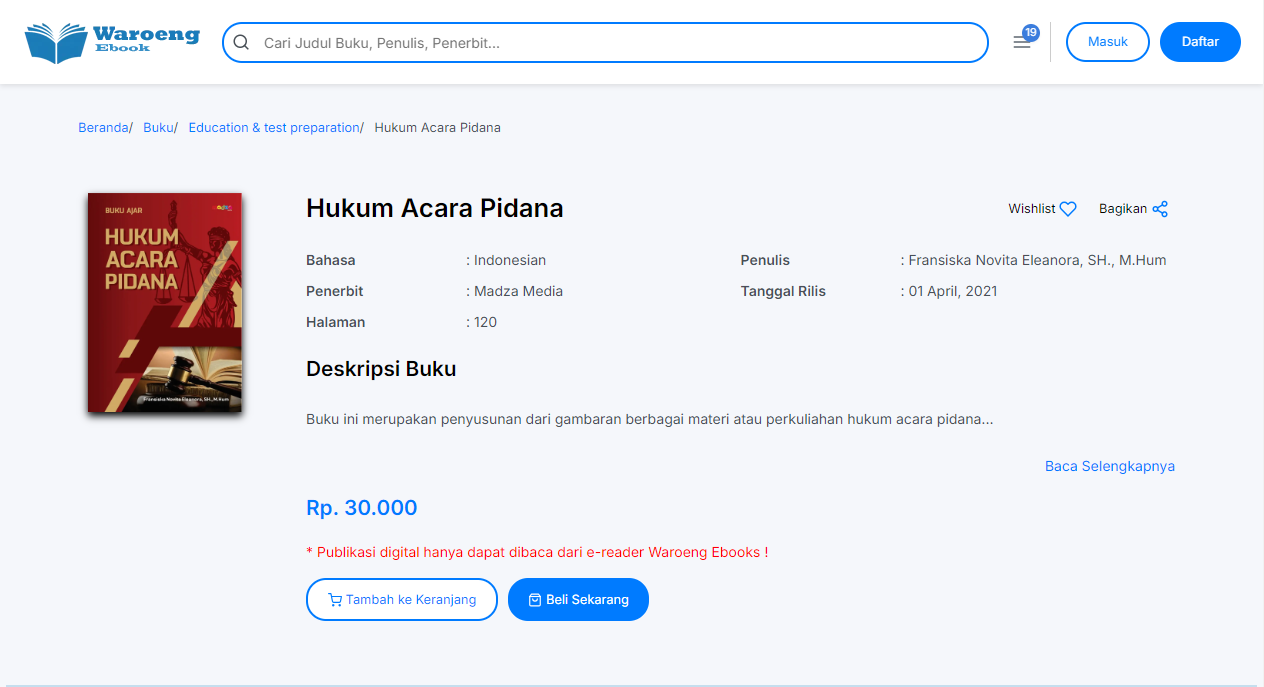 Waroeng
Ebook
Cari Judul Buku, Penulis, Penerbit...
19
Masuk
Daftar
Beranda/ Buku/ Education & test preparation/ Hukum Acara Pidana
BUKU AJAR
HUKUM
ACARA
PIDANA
Fransiska Novita Eleanora, SH., M.Hum
Hukum Acara Pidana
Wishlist
Bagikan
Bahasa : Indonesian
Penulis : Fransiska Novita Eleanora, SH., M.Hum
Penerbit : Madza Media
Tanggal Rilis : 01 April, 2021
Halaman : 120
Deskripsi Buku
Buku ini merupakan penyusunan dari gambaran berbagai materi atau perkuliahan hukum acara pidana...
Baca Selengkapnya
Rp. 30.000
* Publikasi digital hanya dapat dibaca dari e-reader Waroeng Ebooks !
Tambah ke Keranjang
Beli Sekarang